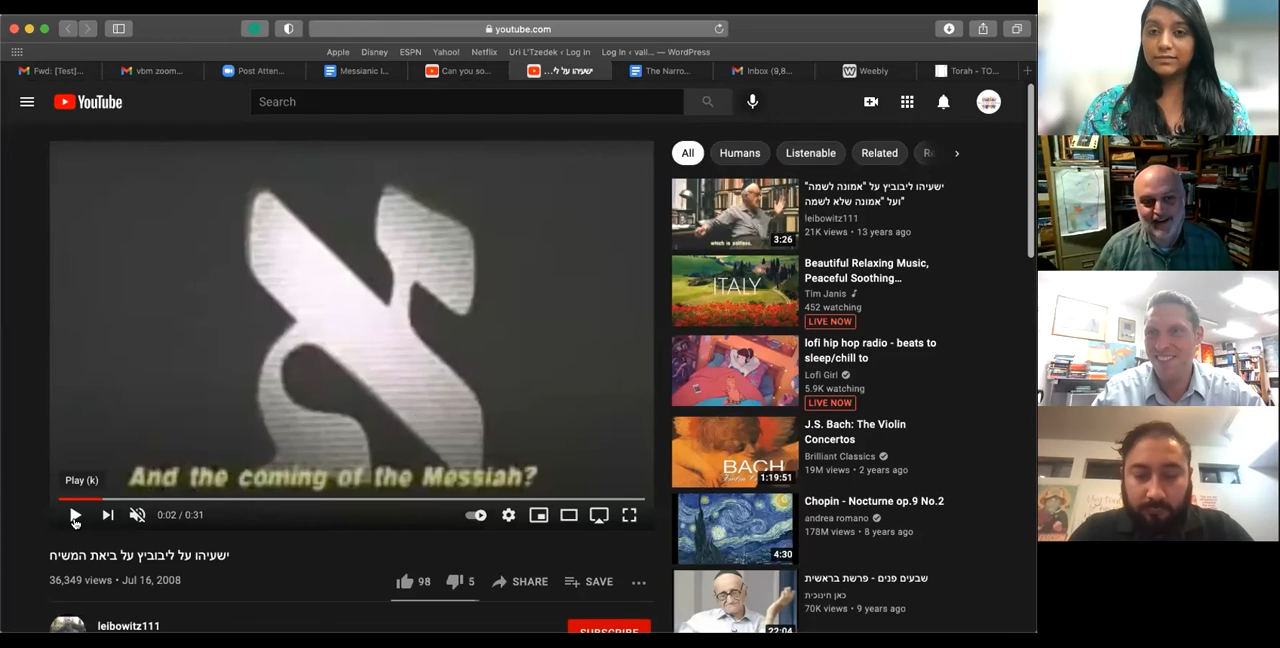 youtube.com
Apple Disney ESPN Yahoo! Netflix Uri L'Tzedek ‹ Log In Log In ‹ vall... — WordPress
Fwd: [Test]... vbm zoom... Post Atten... Messianic I... Can you so... ישעיהו על לי... The Narro... Inbox (9,8... Weebly Torah - TO...
YouTube
Search
All Humans Listenable Related
And the coming of the Messiah?
Play (k)
0:02 / 0:31
ישעיהו על ליבוביץ על ביאת המשיח
36,349 views • Jul 16, 2008
98 5 SHARE SAVE ...
leibowitz111
SUBSCRIBE
ישעיהו ליבוביץ על "אמונה לשמה"
ועל "אמונה שלא לשמה"
leibowitz111
21K views • 13 years ago
which is selfless.
3:26
Beautiful Relaxing Music,
Peaceful Soothing...
Tim Janis
452 watching
LIVE NOW
ITALY
lofi hip hop radio - beats to
sleep/chill to
Lofi Girl
5.9K watching
LIVE NOW
J.S. Bach: The Violin
Concertos
Brilliant Classics
19M views • 2 years ago
BACH
1:19:51
Chopin - Nocturne op.9 No.2
andrea romano
178M views • 8 years ago
4:30
שבעים פנים - פרשת בראשית
כאן חינוכית
70K views • 9 years ago
22:04
א